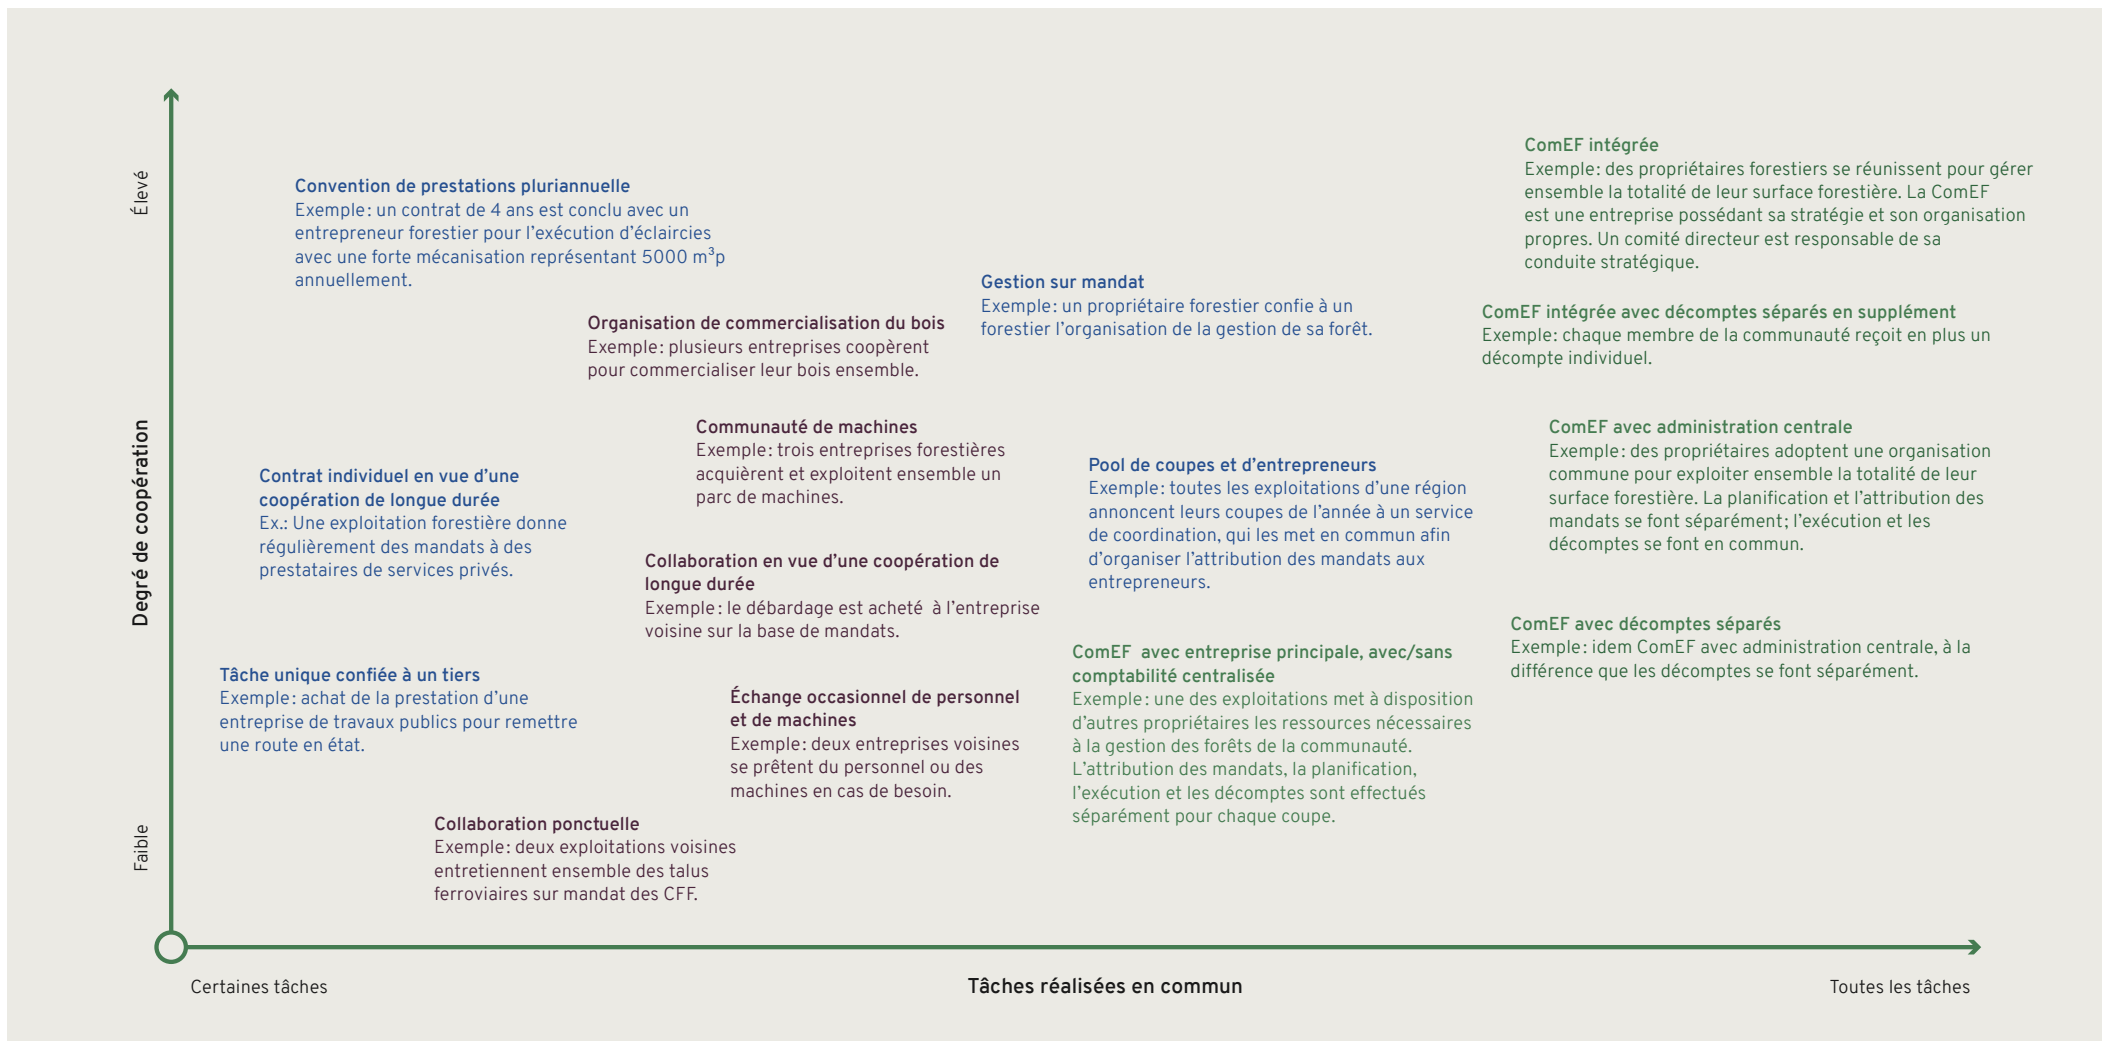 Élevé
Degré de coopération
Faible
Convention de prestations pluriannuelle
Exemple : un contrat de 4 ans est conclu avec un
entrepreneur forestier pour l’exécution d’éclaircies
avec une forte mécanisation représentant 5000 m³p
annuellement.
Organisation de commercialisation du bois
Exemple : plusieurs entreprises coopèrent
pour commercialiser leur bois ensemble.
Gestion sur mandat
Exemple : un propriétaire forestier confie à un
forestier l’organisation de la gestion de sa forêt.
ComEF intégrée
Exemple : des propriétaires forestiers se réunissent pour gérer
ensemble la totalité de leur surface forestière. La ComEF
est une entreprise possédant sa stratégie et son organisation
propres. Un comité directeur est responsable de sa
conduite stratégique.
ComEF intégrée avec décomptes séparés en supplément
Exemple : chaque membre de la communauté reçoit en plus un
décompte individuel.
Contrat individuel en vue d’une
coopération de longue durée
Ex.: Une exploitation forestière donne
régulièrement des mandats à des
prestataires de services privés.
Communauté de machines
Exemple : trois entreprises forestières
acquièrent et exploitent ensemble un
parc de machines.
Collaboration en vue d’une coopération de
longue durée
Exemple : le débardage est acheté à l’entreprise
voisine sur la base de mandats.
Pool de coupes et d’entrepreneurs
Exemple : toutes les exploitations d’une région
annoncent leurs coupes de l’année à un service
de coordination, qui les met en commun afin
d’organiser l’attribution des mandats aux
entrepreneurs.
ComEF avec administration centrale
Exemple : des propriétaires adoptent une organisation
commune pour exploiter ensemble la totalité de leur
surface forestière. La planification et l’attribution des
mandats se font séparément ; l’exécution et les
décomptes se font en commun.
ComEF avec décomptes séparés
Exemple : idem ComEF avec administration centrale, à la
différence que les décomptes se font séparément.
Tâche unique confiée à un tiers
Exemple : achat de la prestation d’une
entreprise de travaux publics pour remettre
une route en état.
Échange occasionnel de personnel
et de machines
Exemple : deux entreprises voisines
se prêtent du personnel ou des
machines en cas de besoin.
ComEF avec entreprise principale, avec/sans
comptabilité centralisée
Exemple : une des exploitations met à disposition
d’autres propriétaires les ressources nécessaires
à la gestion des forêts de la communauté.
L’attribution des mandats, la planification,
l’exécution et les décomptes sont effectués
séparément pour chaque coupe.
Collaboration ponctuelle
Exemple : deux exploitations voisines
entretiennent ensemble des talus
ferroviaires sur mandat des CFF.
Certaines tâches
Tâches réalisées en commun
Toutes les tâches